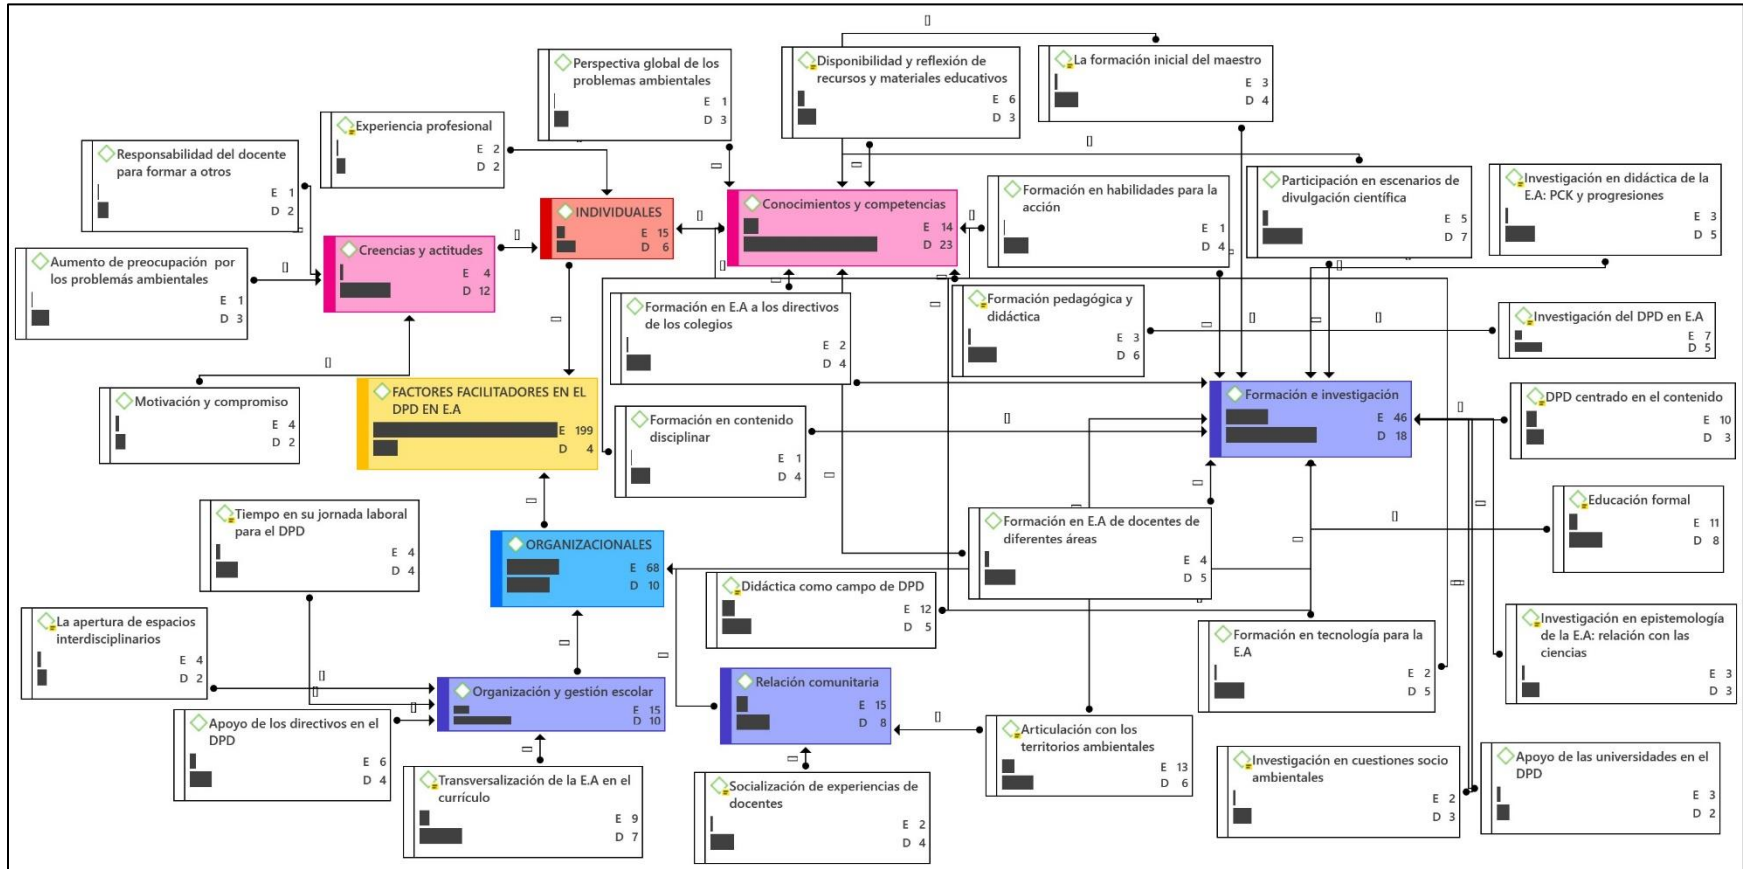 Perspectiva global de los
problemas ambientales
E 1
D 3
Disponibilidad y reflexión de
recursos y materiales educativos
E 6
D 3
La formación inicial del maestro
E 3
D 4
Experiencia profesional
E 2
D 2
Responsabilidad del docente
para formar a otros
E 1
D 2
INDIVIDUALES
E 15
D 6
Conocimientos y competencias
E 14
D 23
Formación en habilidades para la
acción
E 1
D 4
Participación en escenarios de
divulgación científica
E 5
D 7
Investigación en didáctica de la
E.A: PCK y progresiones
E 3
D 5
Aumento de preocupación por
los problemás ambientales
E 1
D 3
Creencias y actitudes
E 4
D 12
Formación en E.A a los directivos
de los colegios
E 2
D 4
Formación pedagógica y
didáctica
E 3
D 6
Investigación del DPD en E.A
E 7
D 5
Motivación y compromiso
E 4
D 2
FACTORES FACILITADORES EN EL
DPD EN E.A
E 199
D 4
Formación en contenido
disciplinar
E 1
D 4
Formación e investigación
E 46
D 18
DPD centrado en el contenido
E 10
D 3
Tiempo en su jornada laboral
para el DPD
E 4
D 4
ORGANIZACIONALES
E 68
D 10
Formación en E.A de docentes de
diferentes áreas
E 4
D 5
Educación formal
E 11
D 8
Didáctica como campo de DPD
E 12
D 5
La apertura de espacios
interdisciplinarios
E 4
D 2
Formación en tecnología para la
E.A
E 2
D 5
Investigación en epistemología
de la E.A: relación con las
ciencias
E 3
D 3
Organización y gestión escolar
E 15
D 10
Relación comunitaria
E 15
D 8
Apoyo de los directivos en el
DPD
E 6
D 4
Articulación con los
territorios ambientales
E 13
D 6
Transversalización de la E.A en el
currículo
E 9
D 7
Socialización de experiencias de
docentes
E 2
D 4
Investigación en cuestiones socio
ambientales
E 2
D 3
Apoyo de las universidades en el
DPD
E 3
D 2